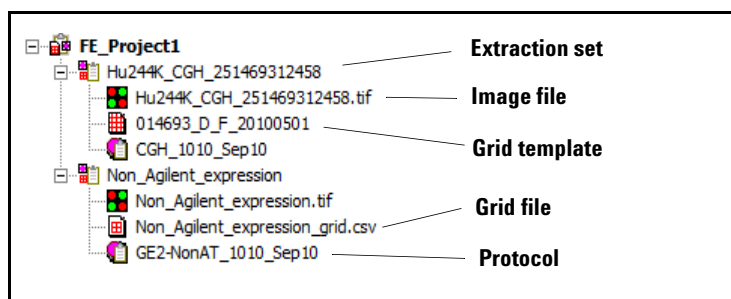 FE_Project1
Hu244K_CGH_251469312458
Extraction set
Hu244K_CGH_251469312458.tif
Image file
014693_D_F_20100501
Grid template
CGH_1010_Sep10
Non_Agilent_expression
Non_Agilent_expression.tif
Grid file
Non_Agilent_expression_grid.csv
GE2-NonAT_1010_Sep10
Protocol